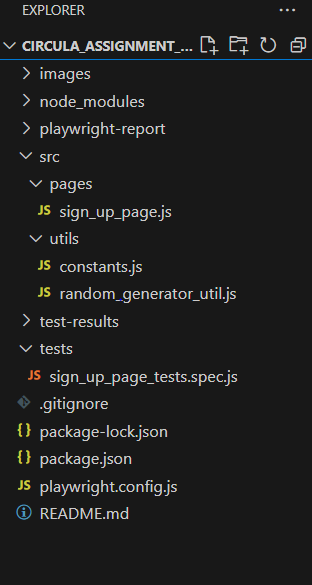 EXPLORER
CIRCULA_ASSIGNMENT_...
images
node_modules
playwright-report
src
pages
JS sign_up_page.js
utils
JS constants.js
JS random_generator_util.js
test-results
tests
JS sign_up_page_tests.spec.js
.gitignore
{} package-lock.json
{} package.json
JS playwright.config.js
README.md